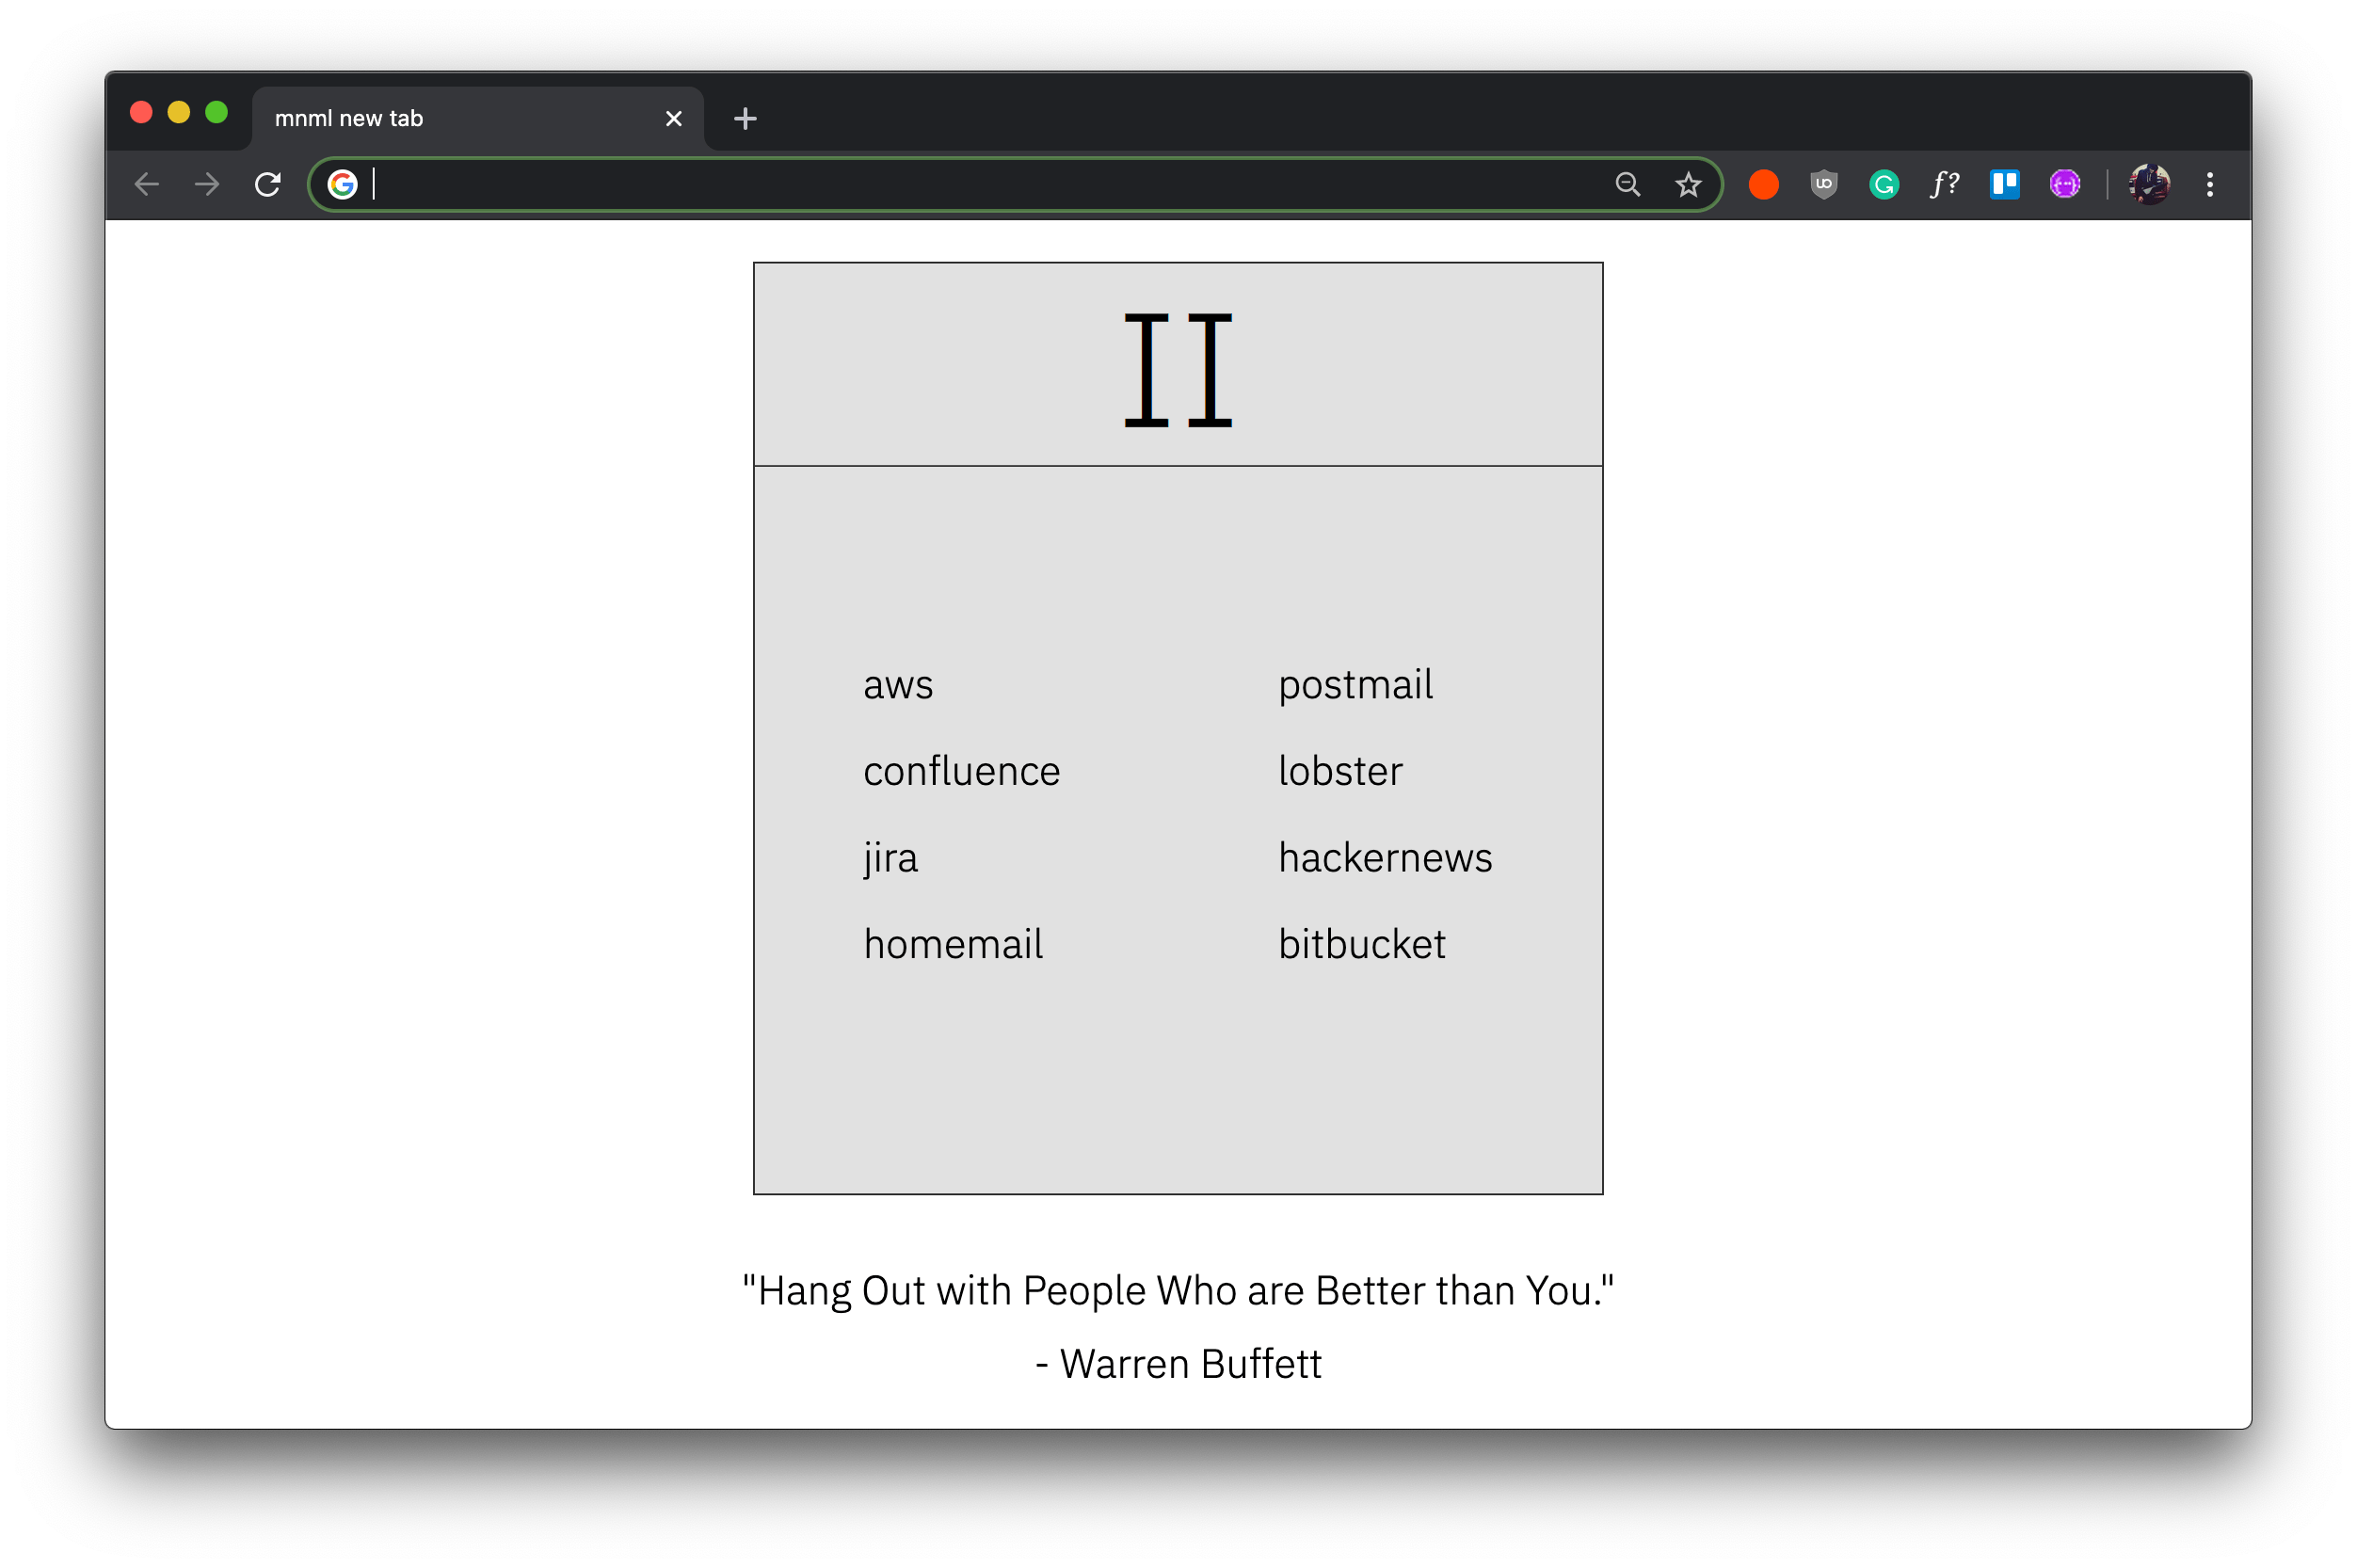 mnml new tab
II
aws
postmail
confluence
lobster
jira
hackernews
homemail
bitbucket
"Hang Out with People Who are Better than You."
- Warren Buffett
f?